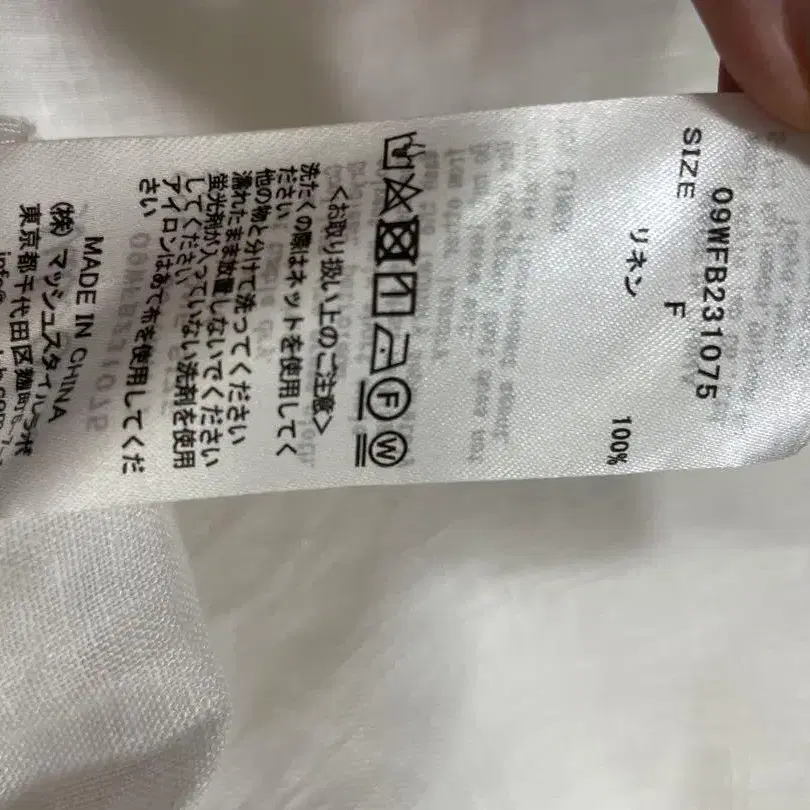 09WFB231075
SIZE F
リネン 100%
F
W
<お取り扱い上のご注意>
洗たくの際はネットを使用してく
ださい
他の物と分けて洗ってください
濡れたまま放置しないでください
蛍光剤が入っていない洗剤を使用
してください
アイロンはあて布を使用してくだ
さい
MADE IN CHINA
(株)マッシュスタイルラボ
東京都千代田区麹町